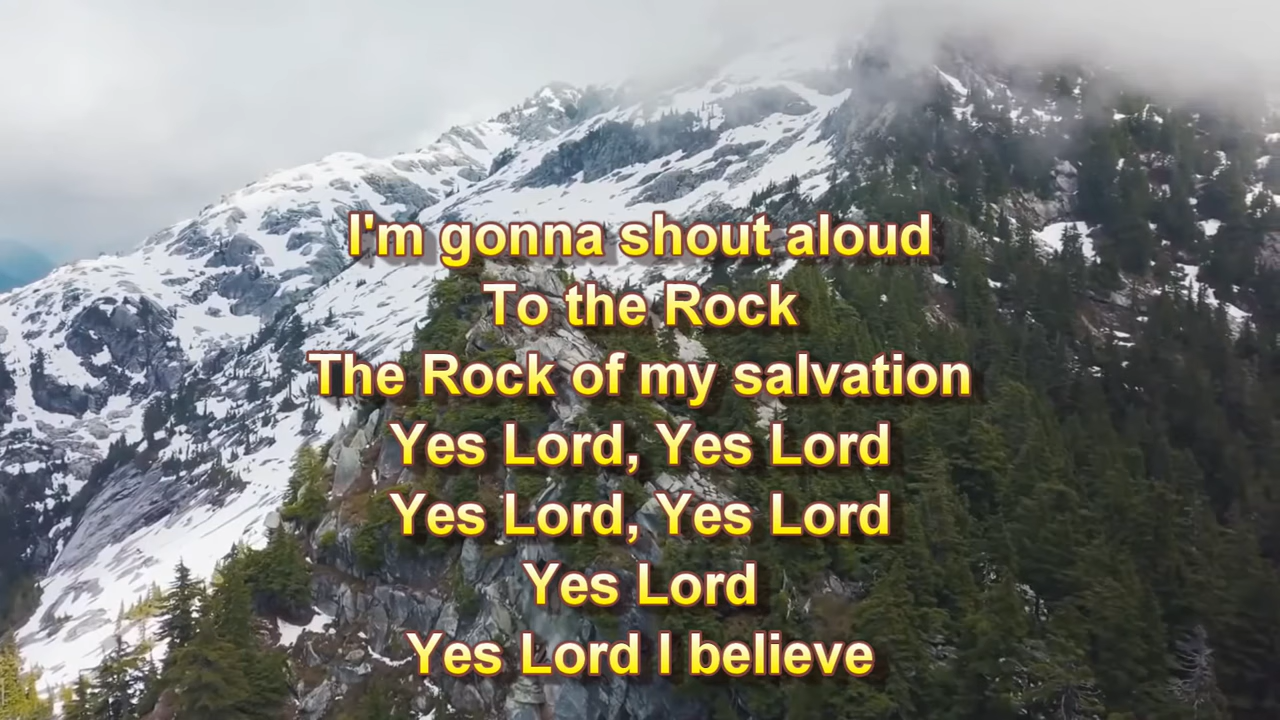 I'm gonna shout aloud
To the Rock
The Rock of my salvation
Yes Lord, Yes Lord
Yes Lord, Yes Lord
Yes Lord
Yes Lord I believe